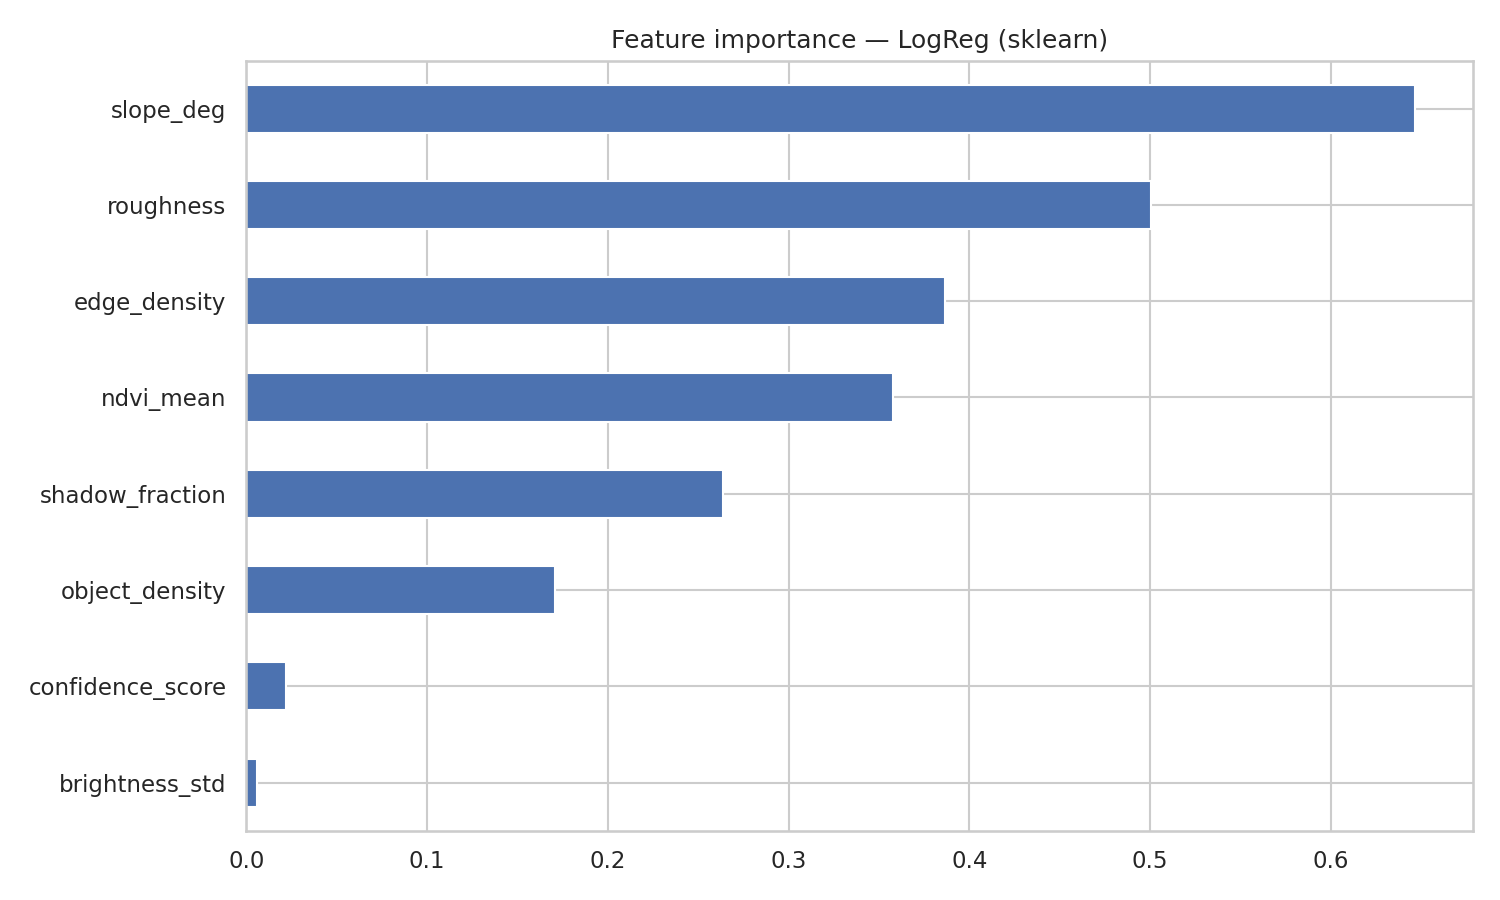 Feature importance — LogReg (sklearn)
slope_deg
roughness
edge_density
ndvi_mean
shadow_fraction
object_density
confidence_score
brightness_std
0.0 0.1 0.2 0.3 0.4 0.5 0.6